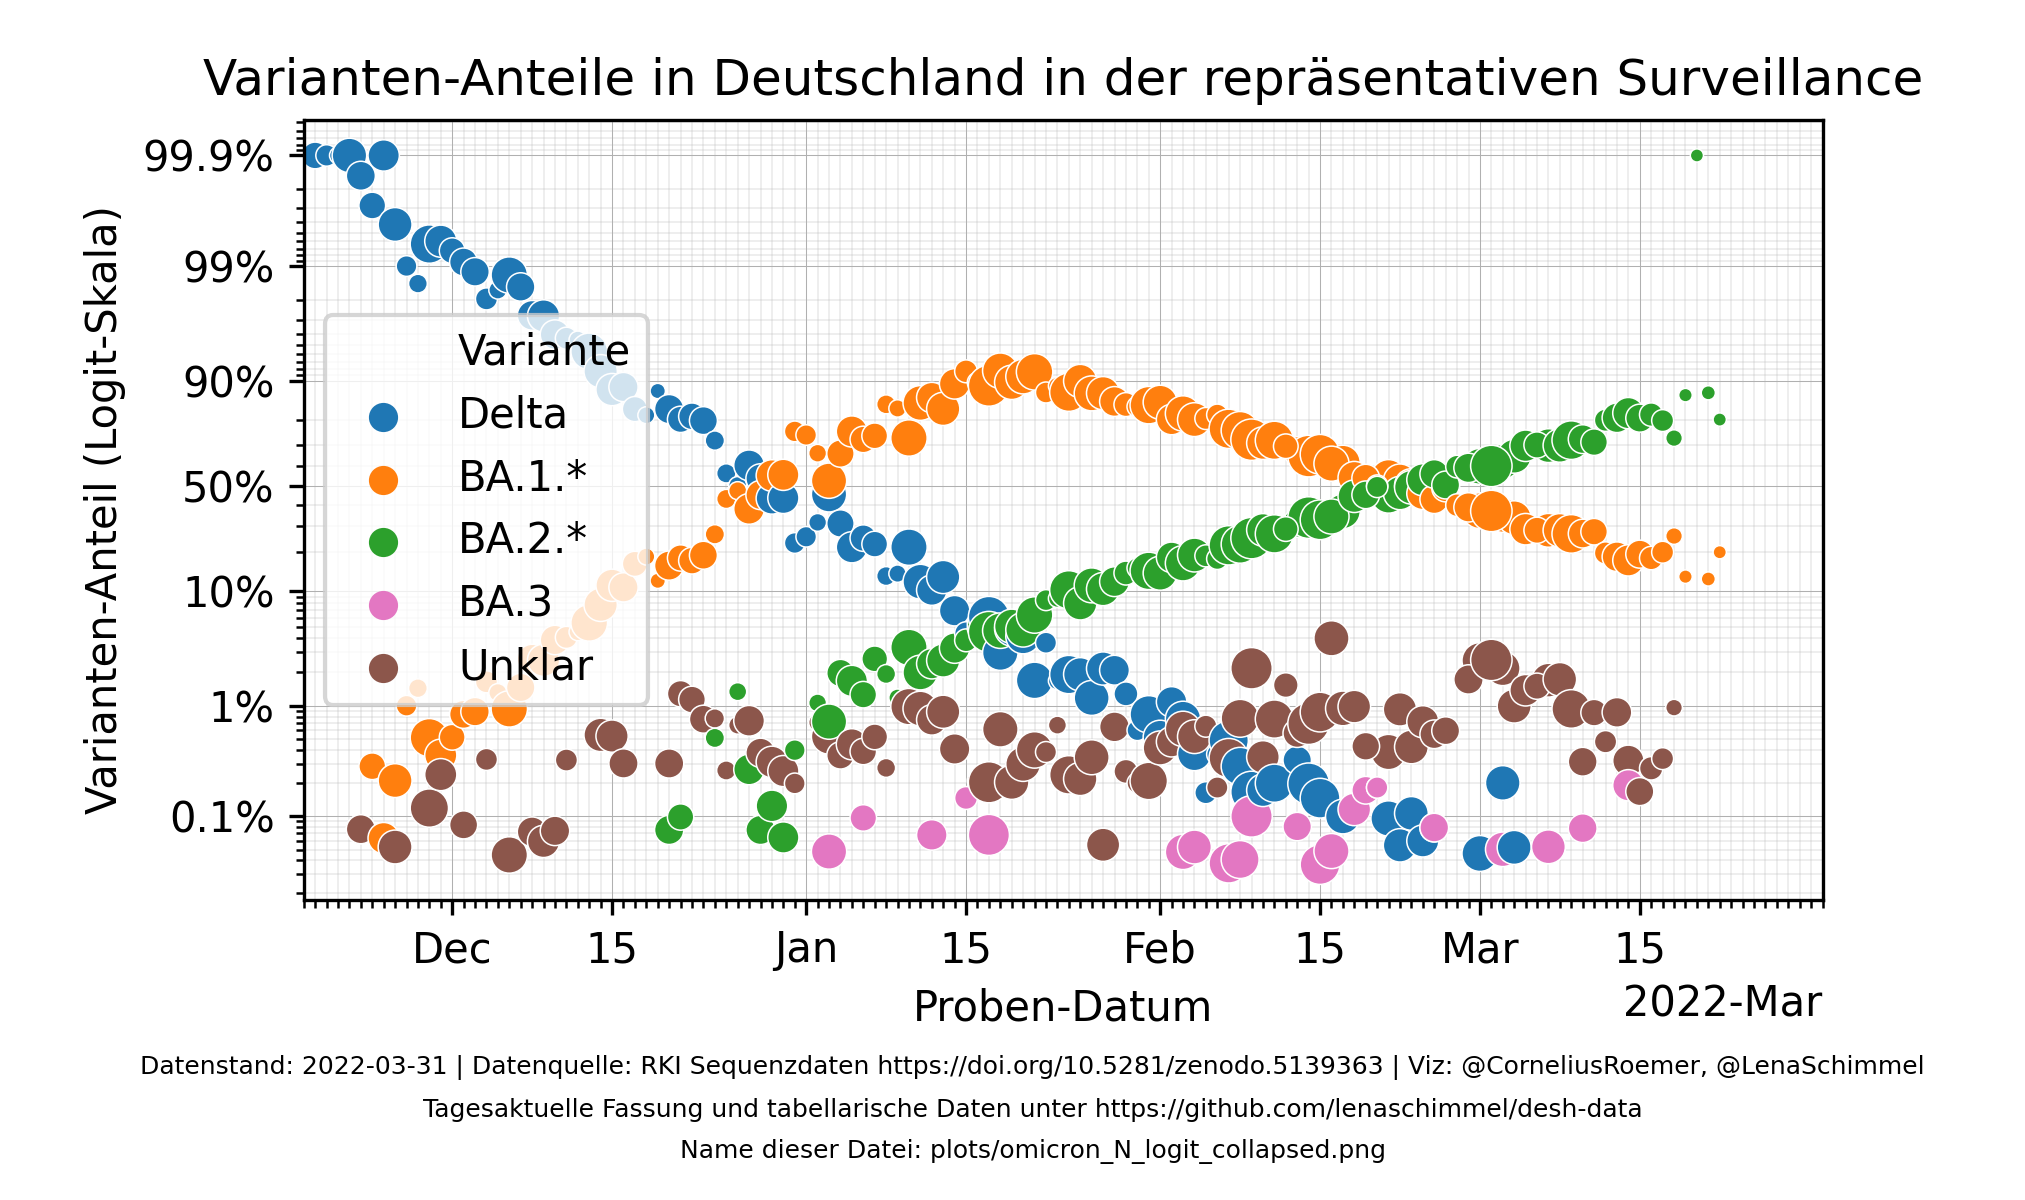 Varianten-Anteile in Deutschland in der repräsentativen Surveillance
Varianten-Anteil (Logit-Skala)
99.9%
99%
90%
50%
10%
1%
0.1%
Variante
Delta
BA.1.*
BA.2.*
BA.3
Unklar
Dec 15 Jan 15 Feb 15 Mar 15
Proben-Datum
2022-Mar
Datenstand: 2022-03-31 | Datenquelle: RKI Sequenzdaten https://doi.org/10.5281/zenodo.5139363 | Viz: @CorneliusRoemer, @LenaSchimmel
Tagesaktuelle Fassung und tabellarische Daten unter https://github.com/lenaschimmel/desh-data
Name dieser Datei: plots/omicron_N_logit_collapsed.png